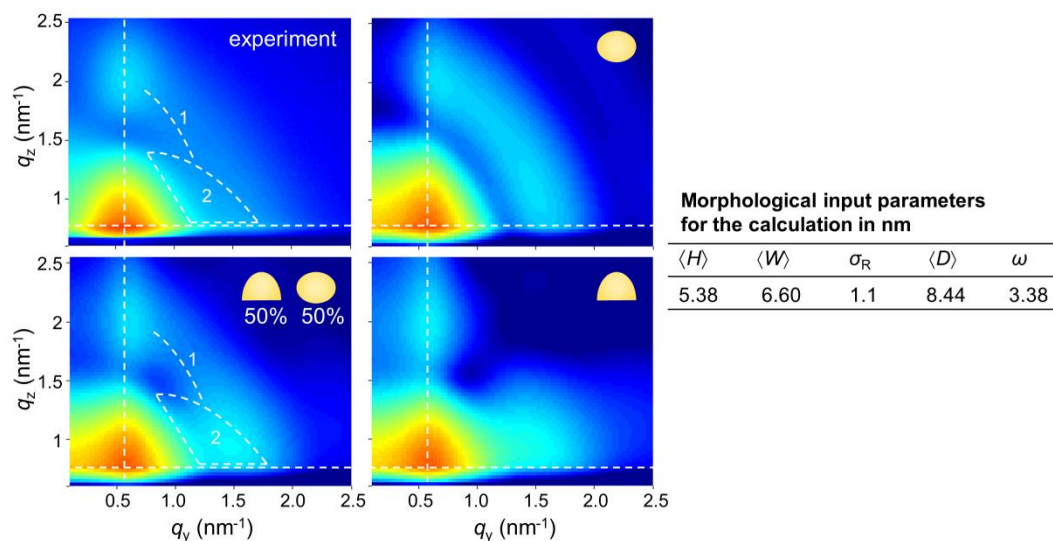 2.5
experiment
2
1
q_z (nm⁻¹)
1.5
2
1
Morphological input parameters
for the calculation in nm
⟨H⟩ ⟨W⟩ σ_R ⟨D⟩ ω
5.38 6.60 1.1 8.44 3.38
2.5
50% 50%
2
1
q_z (nm⁻¹)
1.5
2
1
0.5 1.0 1.5 2.0 2.5
0.5 1.0 1.5 2.0 2.5
q_y (nm⁻¹)
q_y (nm⁻¹)